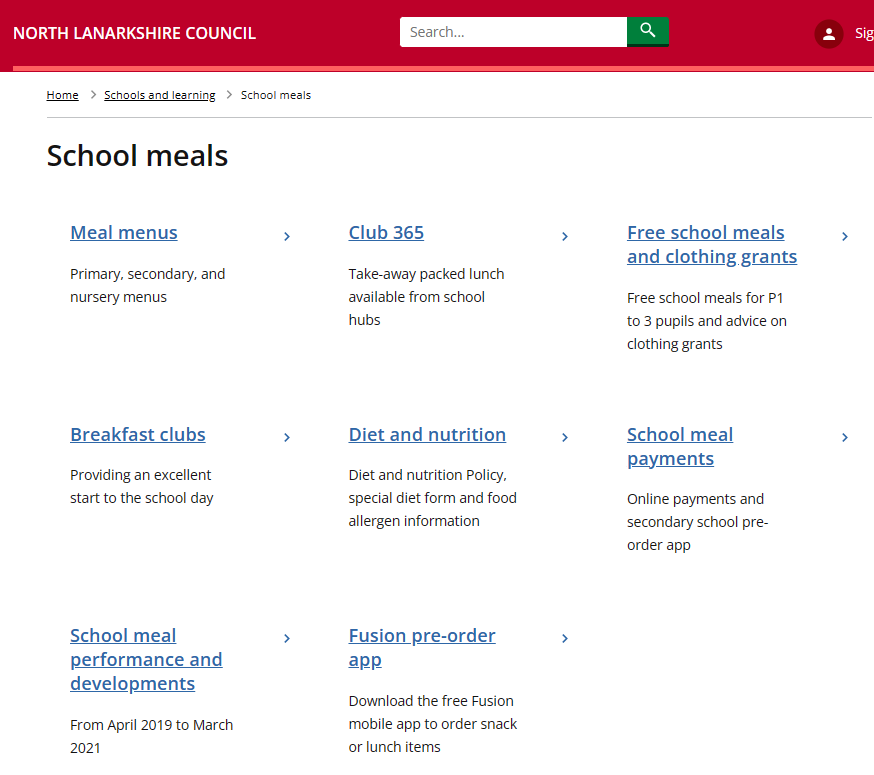 NORTH LANARKSHIRE COUNCIL
Search...
Home > Schools and learning > School meals
School meals
Meal menus
Primary, secondary, and
nursery menus
Club 365
Take-away packed lunch
available from school
hubs
Free school meals
and clothing grants
Free school meals for P1
to 3 pupils and advice on
clothing grants
Breakfast clubs
Providing an excellent
start to the school day
Diet and nutrition
Diet and nutrition Policy,
special diet form and food
allergen information
School meal
payments
Online payments and
secondary school pre-
order app
School meal
performance and
developments
From April 2019 to March
2021
Fusion pre-order
app
Download the free Fusion
mobile app to order snack
or lunch items